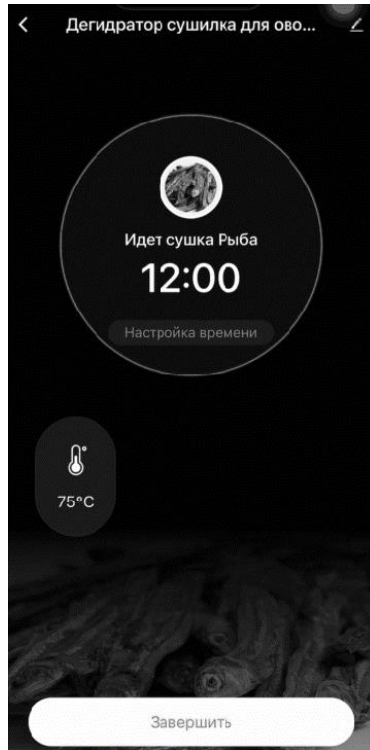 Дегидратор сушилка для ово...
Идет сушка Рыба
12:00
Настройка времени
75°C
Завершить